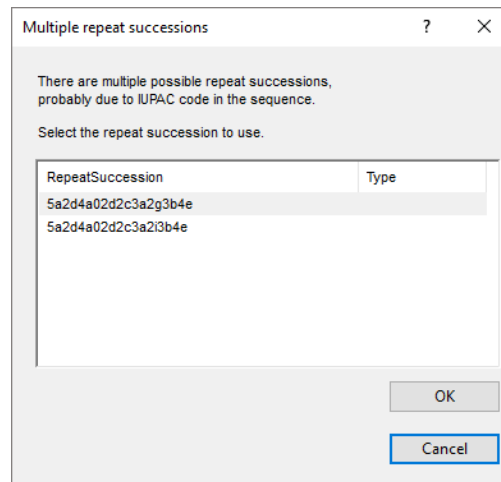 Multiple repeat successions
?
There are multiple possible repeat successions,
probably due to IUPAC code in the sequence.
Select the repeat succession to use.
RepeatSuccession Type
5a2d4a02d2c3a2g3b4e
5a2d4a02d2c3a2i3b4e
OK
Cancel